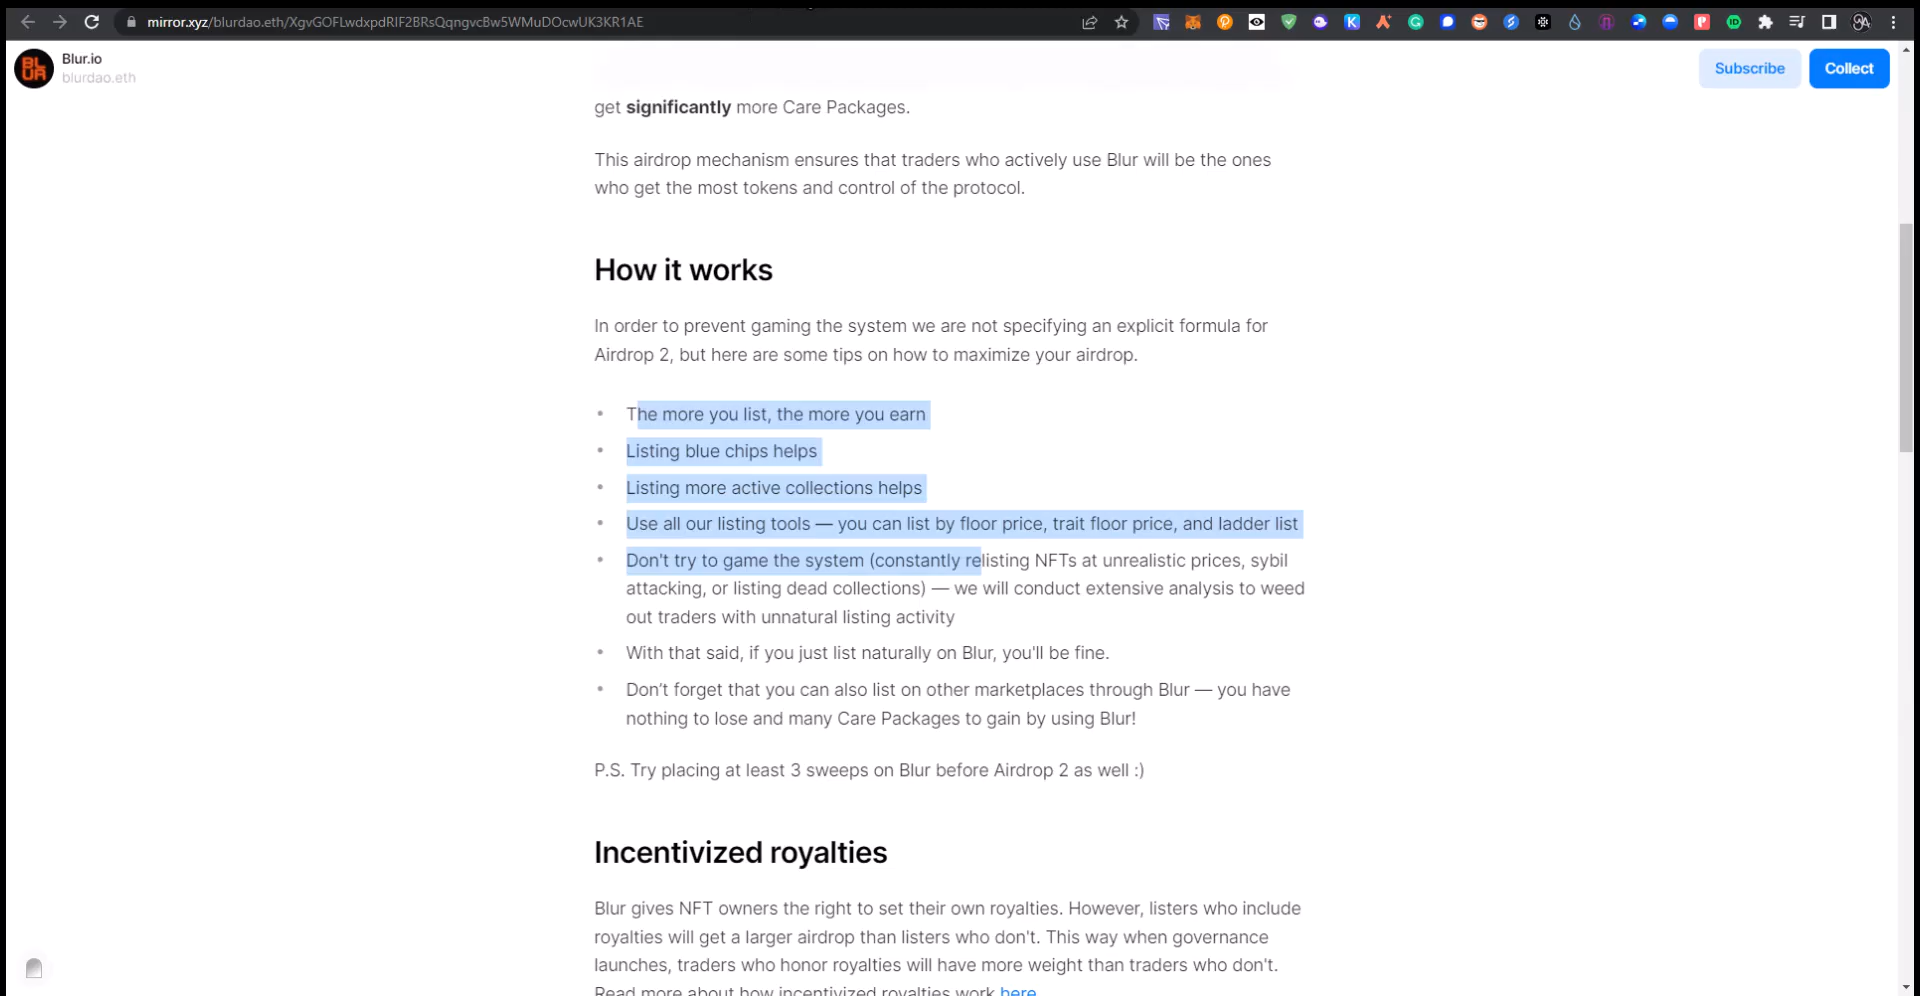 mirror.xyz/blurdao.eth/XgvGOFLwdxpdRIF2BRsQqngvcBw5WMuDOcwUK3KR1AE
BL
UR
Blur.io
blurdao.eth
Subscribe
Collect
get significantly more Care Packages.
This airdrop mechanism ensures that traders who actively use Blur will be the ones
who get the most tokens and control of the protocol.
How it works
In order to prevent gaming the system we are not specifying an explicit formula for
Airdrop 2, but here are some tips on how to maximize your airdrop.
• The more you list, the more you earn
• Listing blue chips helps
• Listing more active collections helps
• Use all our listing tools — you can list by floor price, trait floor price, and ladder list
• Don't try to game the system (constantly relisting NFTs at unrealistic prices, sybil
attacking, or listing dead collections) — we will conduct extensive analysis to weed
out traders with unnatural listing activity
• With that said, if you just list naturally on Blur, you'll be fine.
• Don’t forget that you can also list on other marketplaces through Blur — you have
nothing to lose and many Care Packages to gain by using Blur!
P.S. Try placing at least 3 sweeps on Blur before Airdrop 2 as well :)
Incentivized royalties
Blur gives NFT owners the right to set their own royalties. However, listers who include
royalties will get a larger airdrop than listers who don't. This way when governance
launches, traders who honor royalties will have more weight than traders who don't.
Read more about how incentivized royalties work here